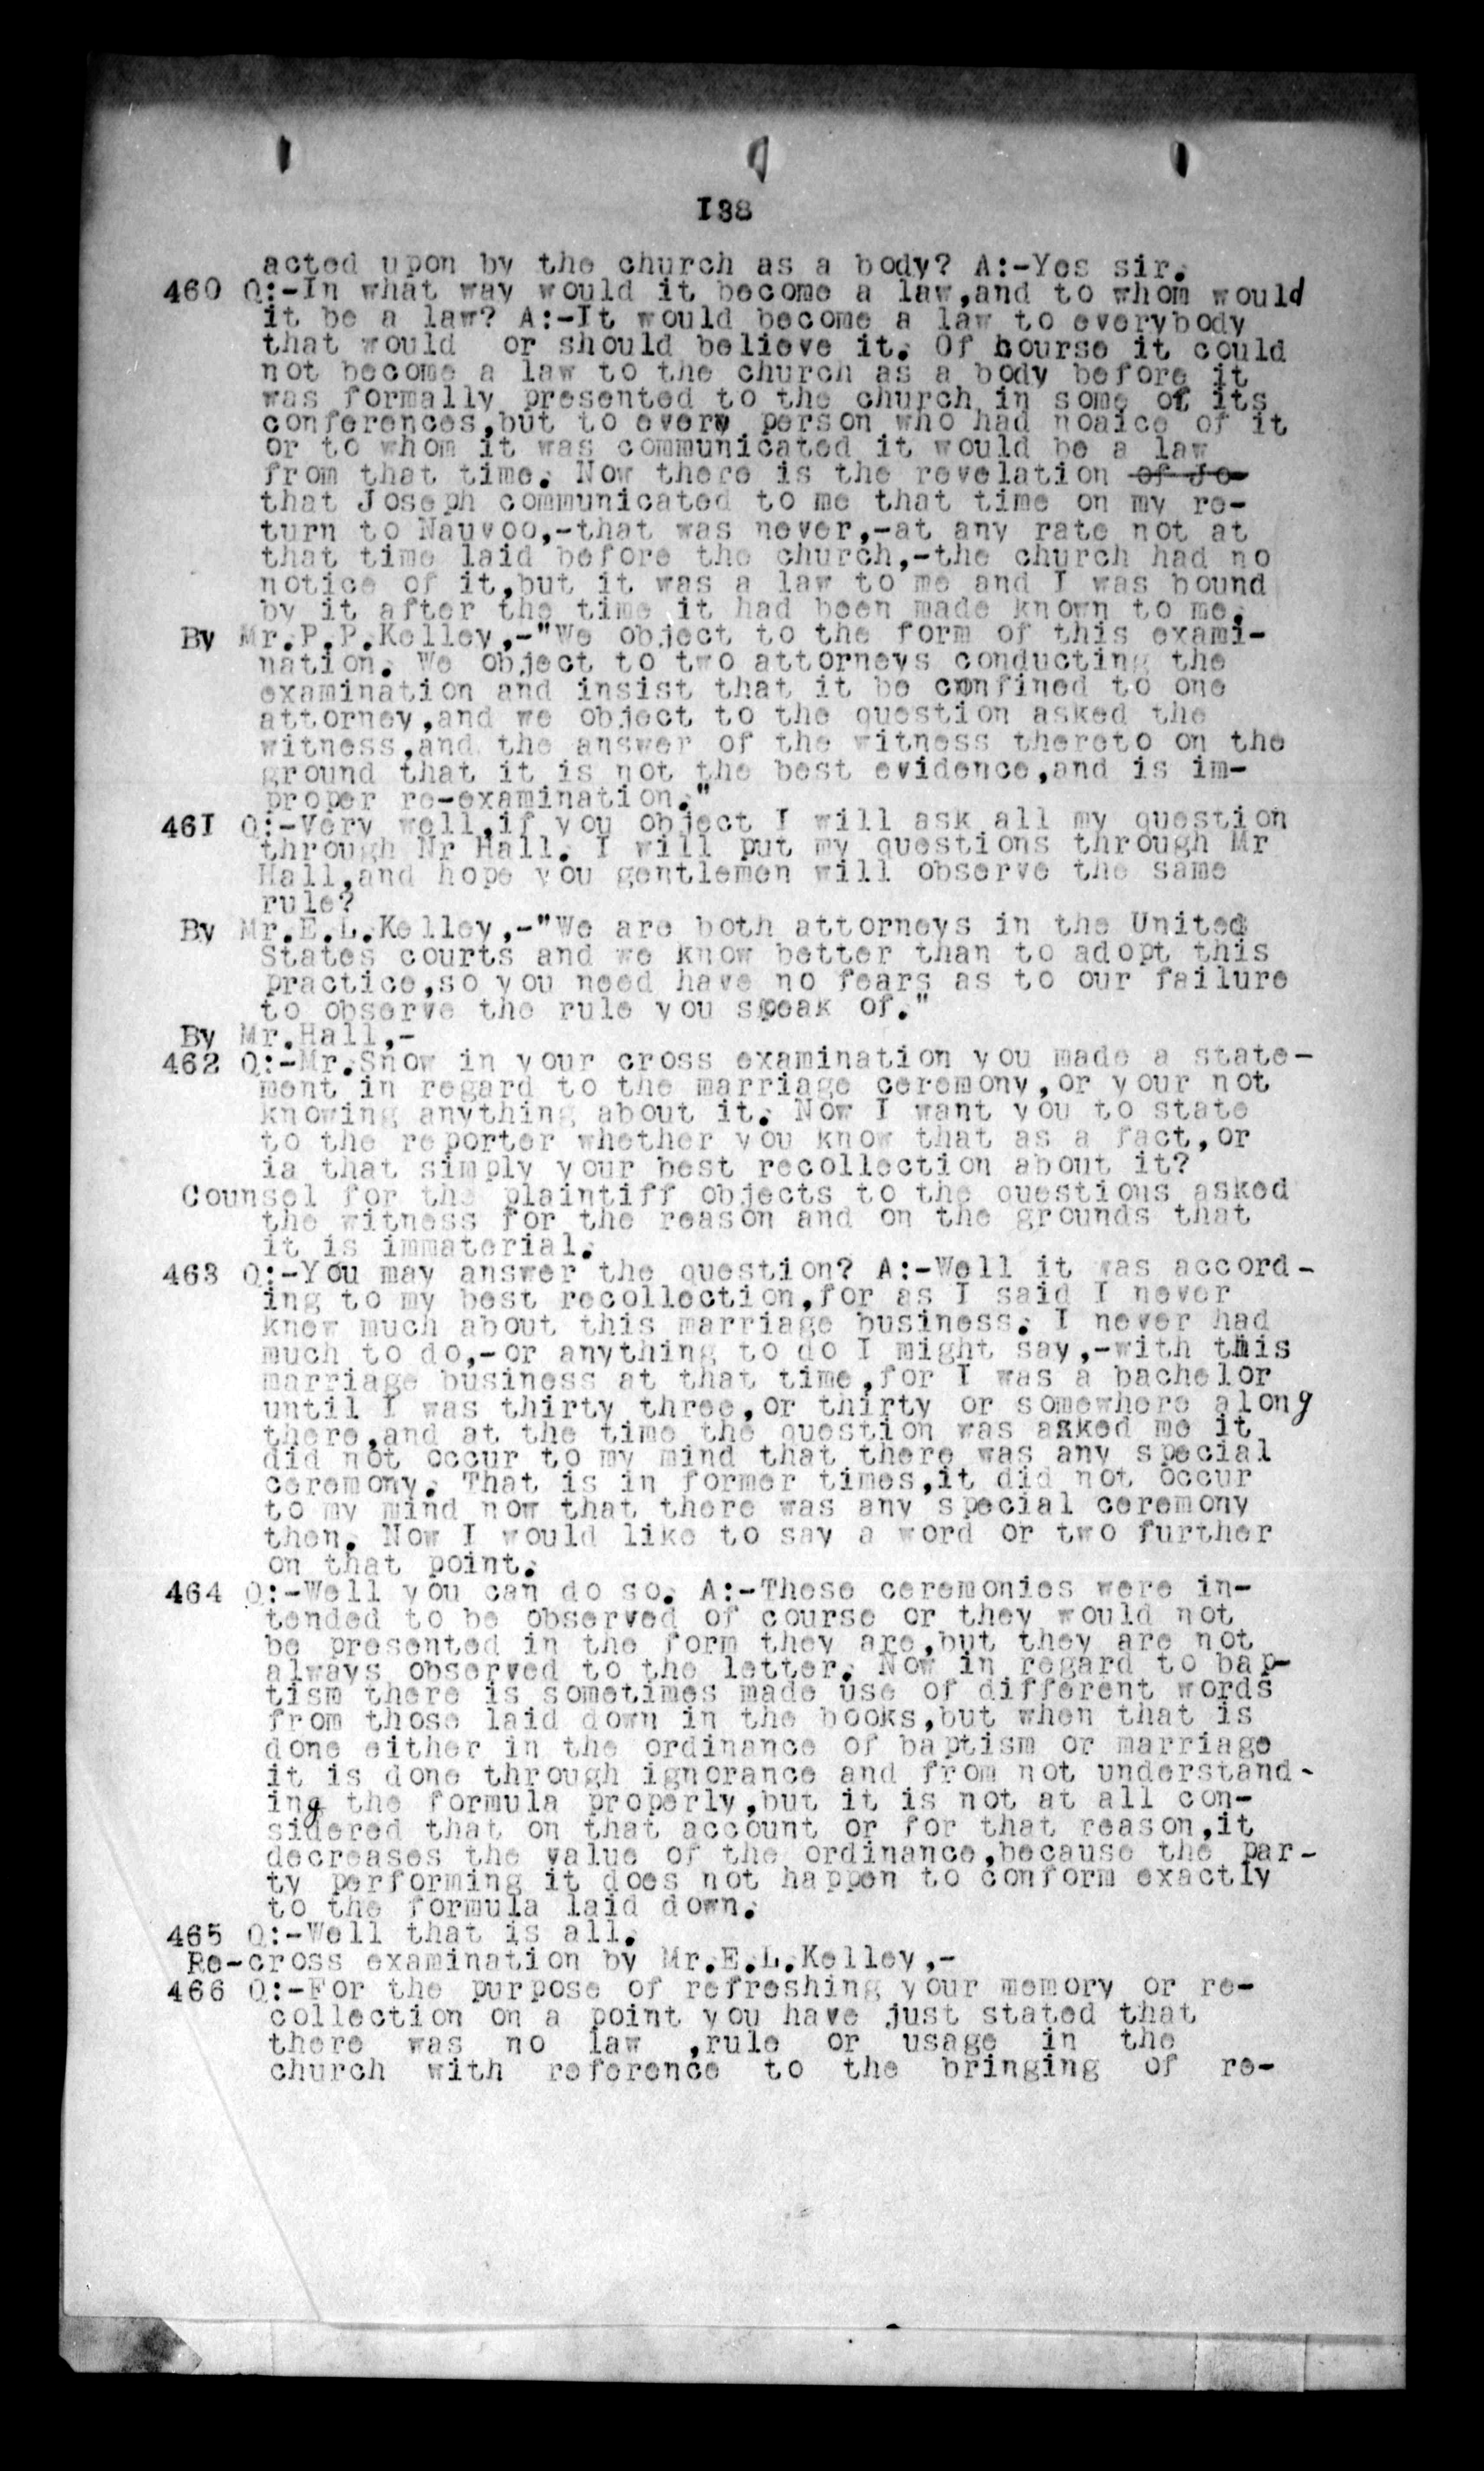 138
acted upon by the church as a body? A:-Yes sir.
460 Q:-In what way would it become a law,and to whom would
it be a law? A:-It would become a law to everybody
that would or should believe it. Of hourse it could
not become a law to the church as a body before it
was formally presented to the church in some of its
conferences,but to every person who had noaice of it
or to whom it was communicated it would be a law
from that time. Now there is the revelation of Jo
that Joseph communicated to me that time on my re-
turn to Nauvoo,-that was never,-at any rate not at
that time laid before the church,-the church had no
notice of it,but it was a law to me and I was bound
by it after the time it had been made known to me.
By Mr.P.P.Kelley,-"We object to the form of this exami-
nation. We object to two attorneys conducting the
examination and insist that it be confined to one
attorney,and we object to the question asked the
witness,and the answer of the witness thereto on the
ground that it is not the best evidence,and is im-
proper re-examination."
461 Q:-Very well,if you object I will ask all my question
through Nr Hall. I will put my questions through Mr
Hall,and hope you gentlemen will observe the same
rule?
By Mr.E.L.Kelley,-"We are both attorneys in the United
States courts and we know better than to adopt this
practice,so you need have no fears as to our failure
to observe the rule you speak of."
By Mr.Hall,-
462 Q:-Mr.Snow in your cross examination you made a state-
ment in regard to the marriage ceremony,or your not
knowing anything about it. Now I want you to state
to the reporter whether you know that as a fact,or
ia that simply your best recollection about it?
Counsel for the plaintiff objects to the questions asked
the witness for the reason and on the grounds that
it is immaterial.
463 Q:-You may answer the question? A:-Well it was accord-
ing to my best recollection,for as I said I never
knew much about this marriage business. I never had
much to do,-or anything to do I might say,-with this
marriage business at that time,for I was a bachelor
until I was thirty three,or thirty or somewhere along
there,and at the time the question was asked me it
did not occur to my mind that there was any special
ceremony. That is in former times,it did not occur
to my mind now that there was any special ceremony
then. Now I would like to say a word or two further
on that point.
464 Q:-Well you can do so. A:-These ceremonies were in-
tended to be observed of course or they would not
be presented in the form they are,but they are not
always observed to the letter. Now in regard to bap-
tism there is sometimes made use of different words
from those laid down in the books,but when that is
done either in the ordinance of baptism or marriage
it is done through ignorance and from not understand-
ing the formula properly,but it is not at all con-
sidered that on that account or for that reason,it
decreases the value of the ordinance,because the par-
ty performing it does not happen to conform exactly
to the formula laid down.
465 Q:-Well that is all.
Re-cross examination by Mr.E.L.Kelley,-
466 Q:-For the purpose of refreshing your memory or re-
collection on a point you have just stated that
there was no law ,rule or usage in the
church with reference to the bringing of re-